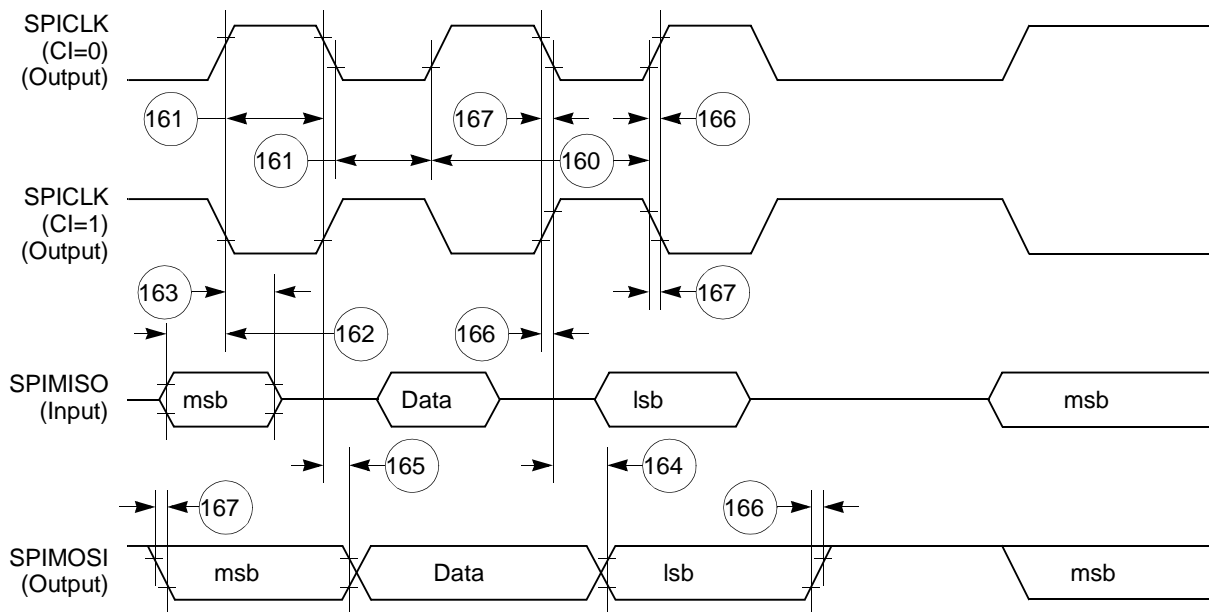 SPICLK
(CI=0)
(Output)
161
167
166
161
160
SPICLK
(CI=1)
(Output)
163
167
162
166
SPIMISO
(Input)
msb
Data
lsb
msb
165
164
167
166
SPIMOSI
(Output)
msb
Data
lsb
msb